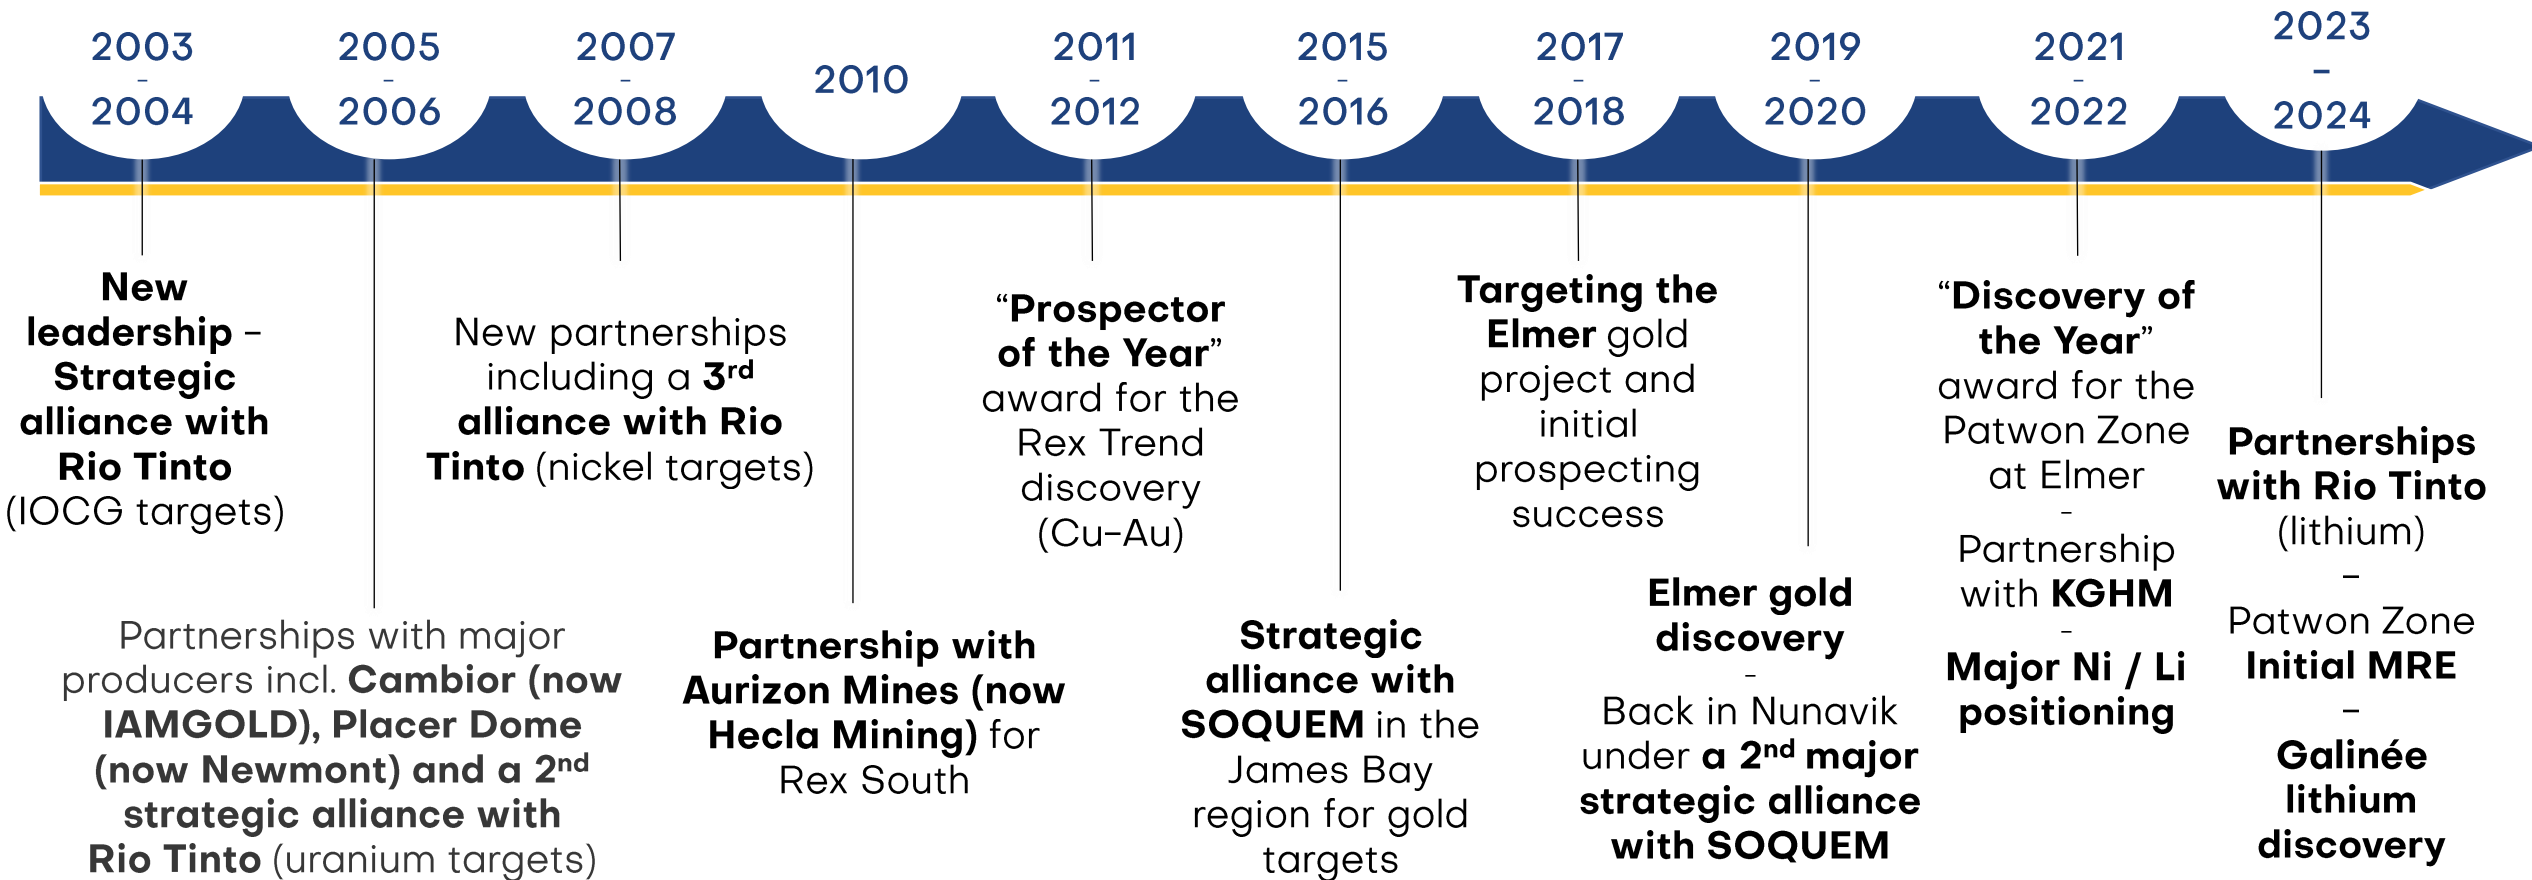 2003
–
2004
2005
–
2006
2007
–
2008
2010
2011
–
2012
2015
–
2016
2017
–
2018
2019
–
2020
2021
–
2022
2023
–
2024
New
leadership –
Strategic
alliance with
Rio Tinto
(IOCG targets)
Partnerships with major
producers incl. Cambior (now
IAMGOLD), Placer Dome
(now Newmont) and a 2nd
strategic alliance with
Rio Tinto (uranium targets)
New partnerships
including a 3rd
alliance with Rio
Tinto (nickel targets)
Partnership with
Aurizon Mines (now
Hecla Mining) for
Rex South
“Prospector
of the Year”
award for the
Rex Trend
discovery
(Cu–Au)
Strategic
alliance with
SOQUEM in the
James Bay
region for gold
targets
Targeting the
Elmer gold
project and
initial
prospecting
success
Elmer gold
discovery
–
Back in Nunavik
under a 2nd major
strategic alliance
with SOQUEM
“Discovery of
the Year”
award for the
Patwon Zone
at Elmer
–
Partnership
with KGHM
–
Major Ni / Li
positioning
Partnerships
with Rio Tinto
(lithium)
–
Patwon Zone
Initial MRE
–
Galinée
lithium
discovery